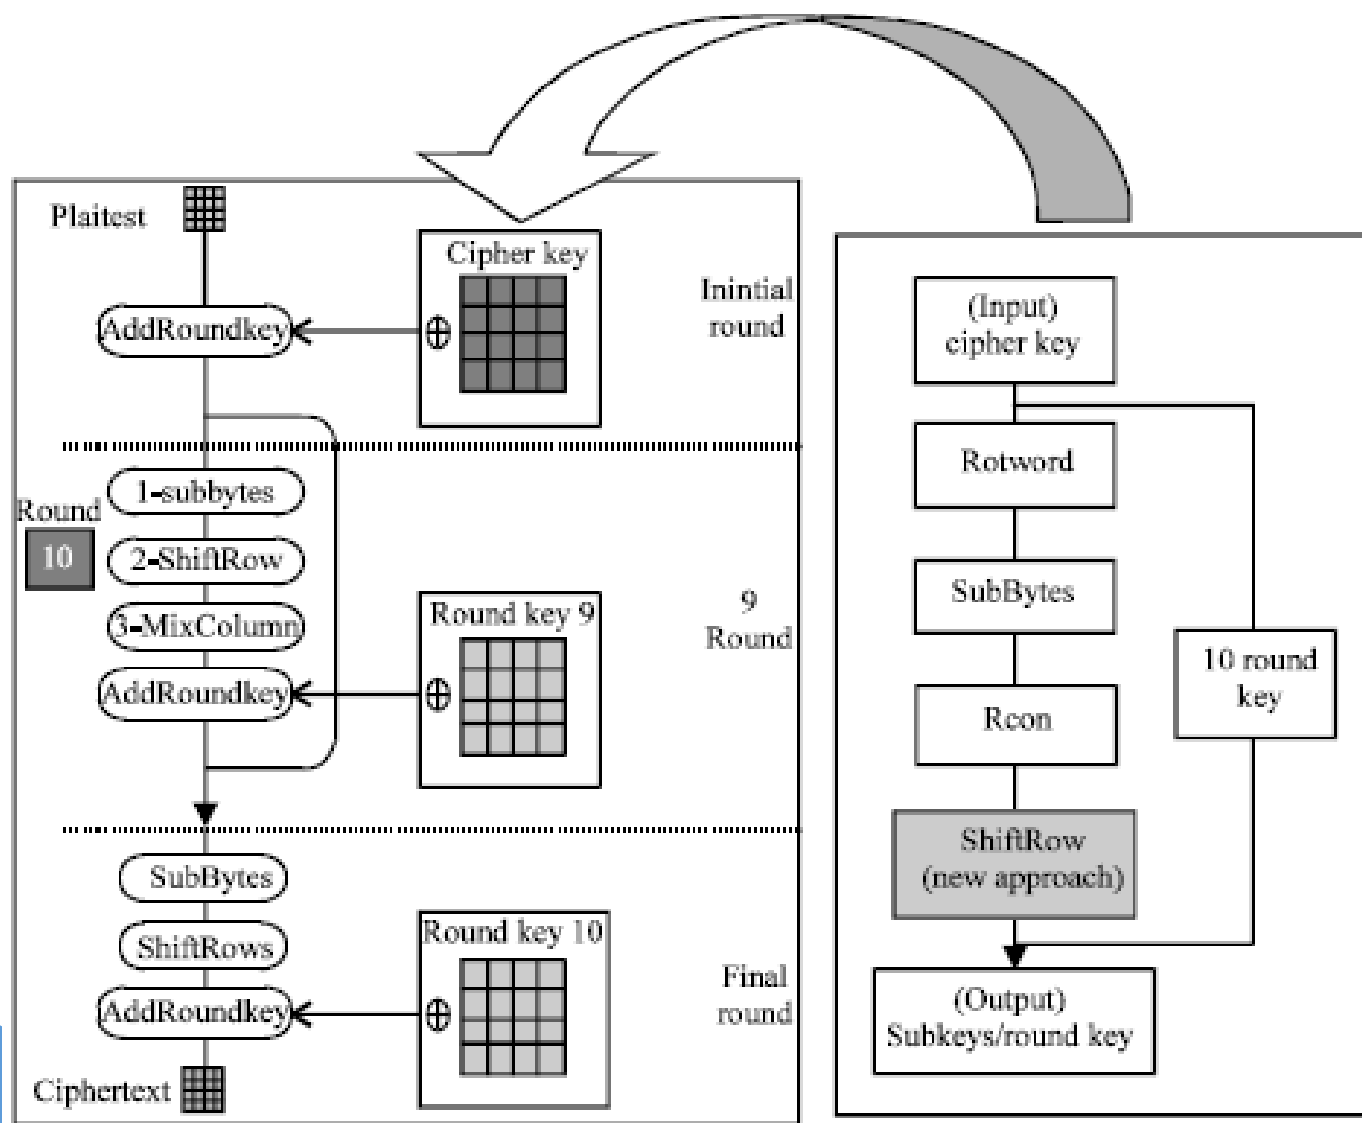 Plaitest
Cipher key
AddRoundkey
Inintial
round
1-subbytes
Round
10
2-ShiftRow
3-MixColumn
Round key 9
9
Round
AddRoundkey
SubBytes
ShiftRows
Round key 10
AddRoundkey
Final
round
Ciphertext
(Input)
cipher key
Rotword
SubBytes
10 round
key
Rcon
ShiftRow
(new approach)
(Output)
Subkeys/round key